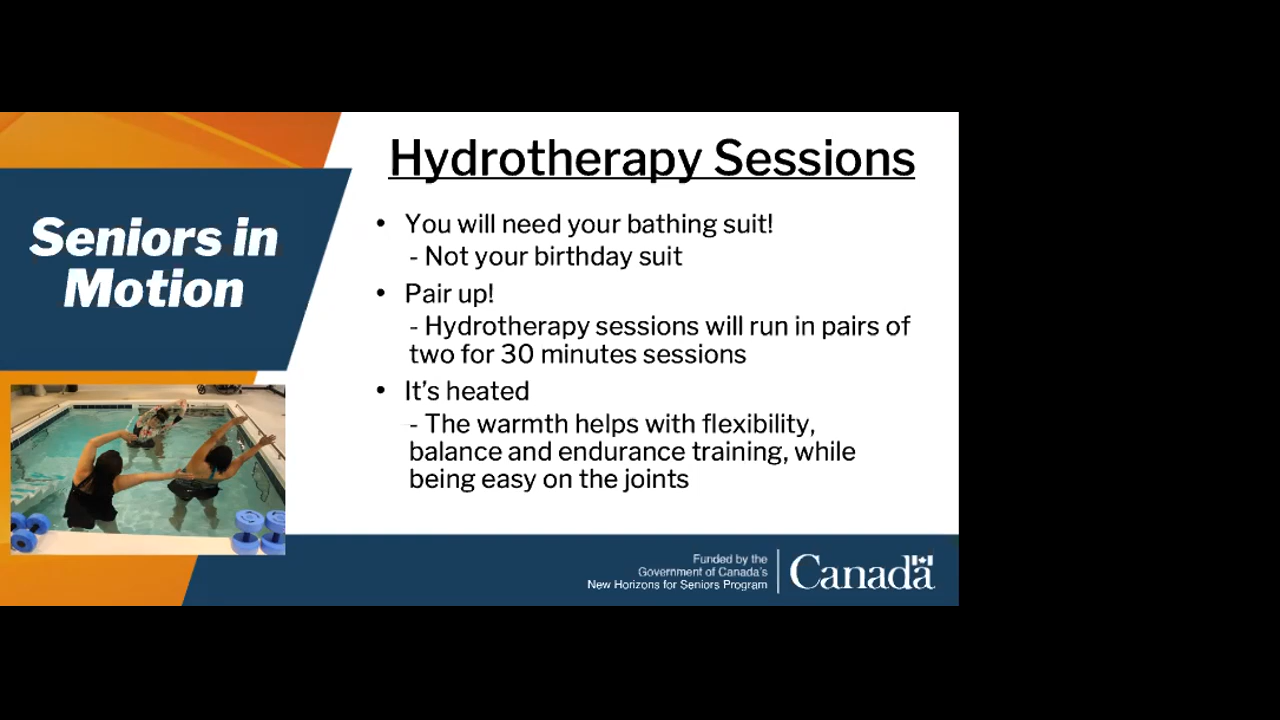 Seniors in
Motion
Hydrotherapy Sessions
• You will need your bathing suit!
- Not your birthday suit
• Pair up!
- Hydrotherapy sessions will run in pairs of
two for 30 minutes sessions
• It's heated
- The warmth helps with flexibility,
balance and endurance training, while
being easy on the joints
Funded by the
Government of Canada's
New Horizons for Seniors Program
Canada